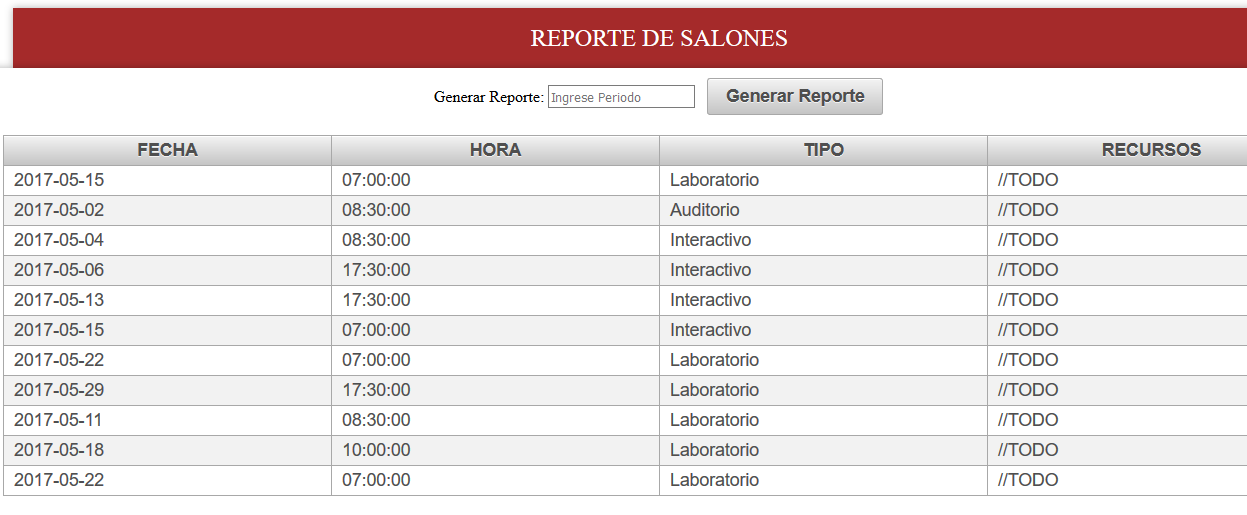 REPORTE DE SALONES
Generar Reporte: Ingrese Periodo Generar Reporte
FECHA HORA TIPO RECURSOS
2017-05-15 07:00:00 Laboratorio //TODO
2017-05-02 08:30:00 Auditorio //TODO
2017-05-04 08:30:00 Interactivo //TODO
2017-05-06 17:30:00 Interactivo //TODO
2017-05-13 17:30:00 Interactivo //TODO
2017-05-15 07:00:00 Interactivo //TODO
2017-05-22 07:00:00 Laboratorio //TODO
2017-05-29 17:30:00 Laboratorio //TODO
2017-05-11 08:30:00 Laboratorio //TODO
2017-05-18 10:00:00 Laboratorio //TODO
2017-05-22 07:00:00 Laboratorio //TODO